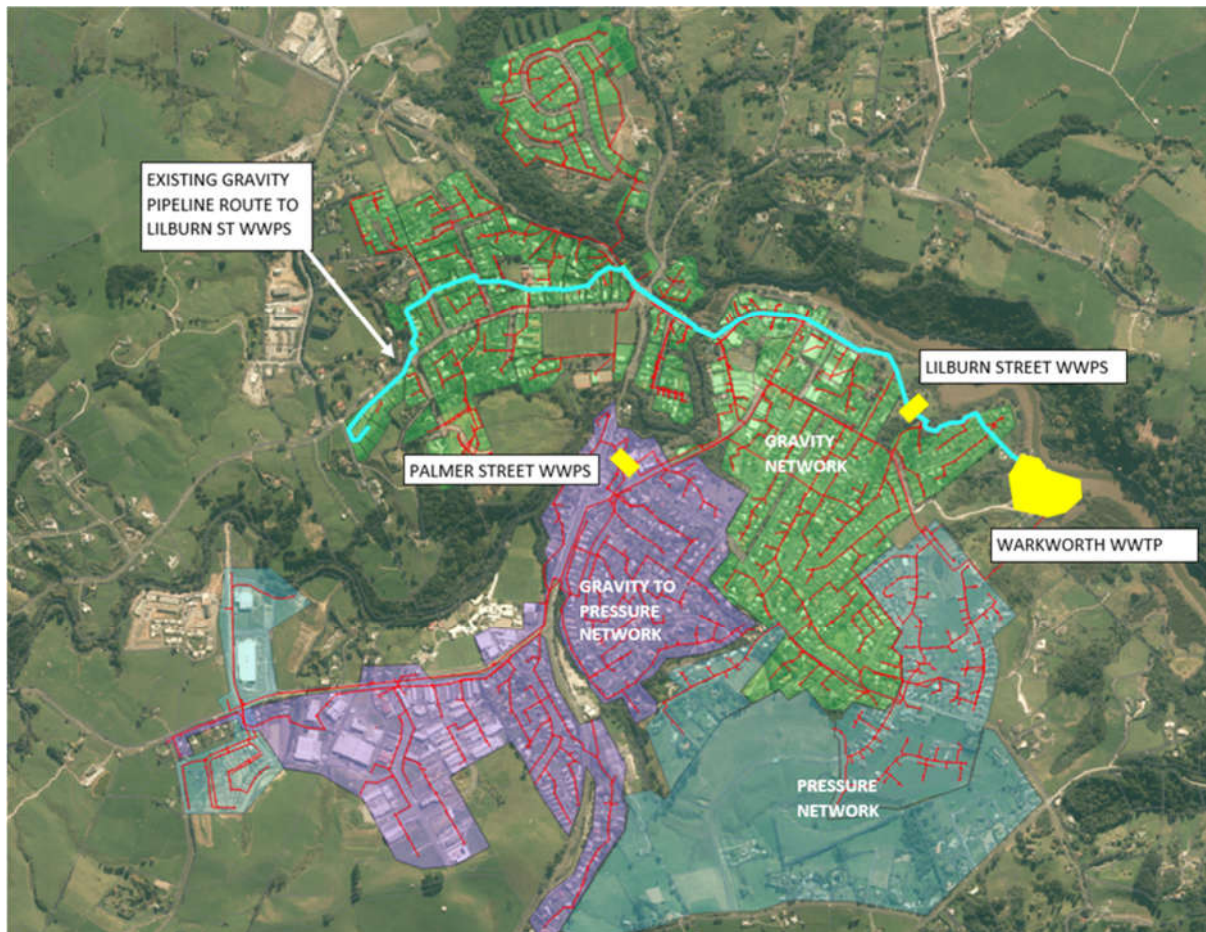 EXISTING GRAVITY
PIPELINE ROUTE TO
LILBURN ST WWPS
LILBURN STREET WWPS
GRAVITY
NETWORK
PALMER STREET WWPS
WARKWORTH WWTP
GRAVITY TO
PRESSURE
NETWORK
PRESSURE
NETWORK